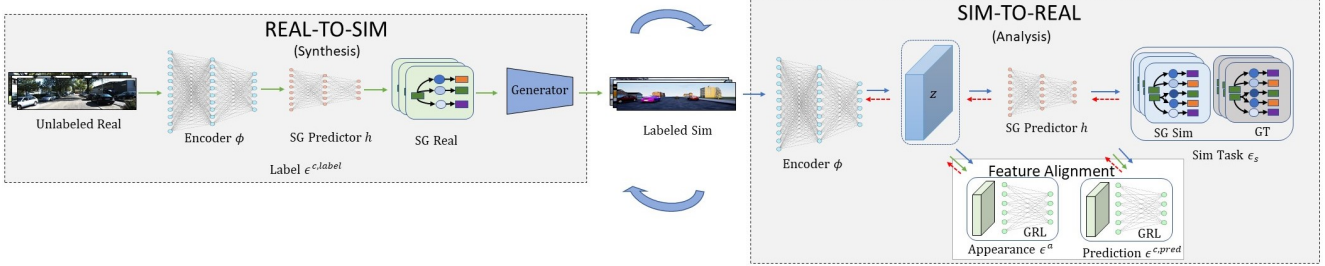 REAL-TO-SIM
(Synthesis)
Unlabeled Real
Encoder ϕ
SG Predictor h
SG Real
Generator
Label ϵ^{c,label}
Labeled Sim
SIM-TO-REAL
(Analysis)
Encoder ϕ
z
SG Predictor h
SG Sim
GT
Sim Task ϵ_s
Feature Alignment
GRL
Appearance ϵ^a
GRL
Prediction ϵ^{c,pred}